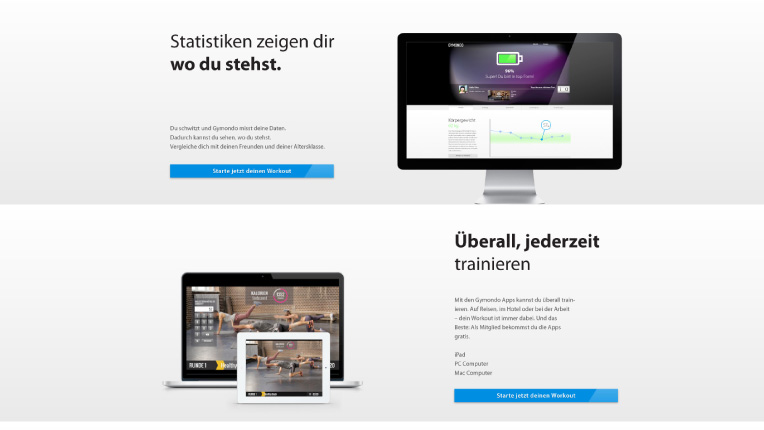 Statistiken zeigen dir
wo du stehst.
Du schwitzt und Gymondo misst deine Daten.
Dadurch kannst du sehen, wo du stehst.
Vergleiche dich mit deinen Freunden und deiner Altersklasse.
Starte jetzt deinen Workout
GYMONDO
96%
Körpergewicht
Überall, jederzeit
trainieren
Mit den Gymondo Apps kannst du überall train-
ieren. Auf Reisen, im Hotel oder bei der Arbeit
– dein Workout ist immer dabei. Und das
Beste: Als Mitglied bekommst du die Apps
gratis.
iPad
PC Computer
Mac Computer
Starte jetzt deinen Workout
KALORIEN
RUNDE 1